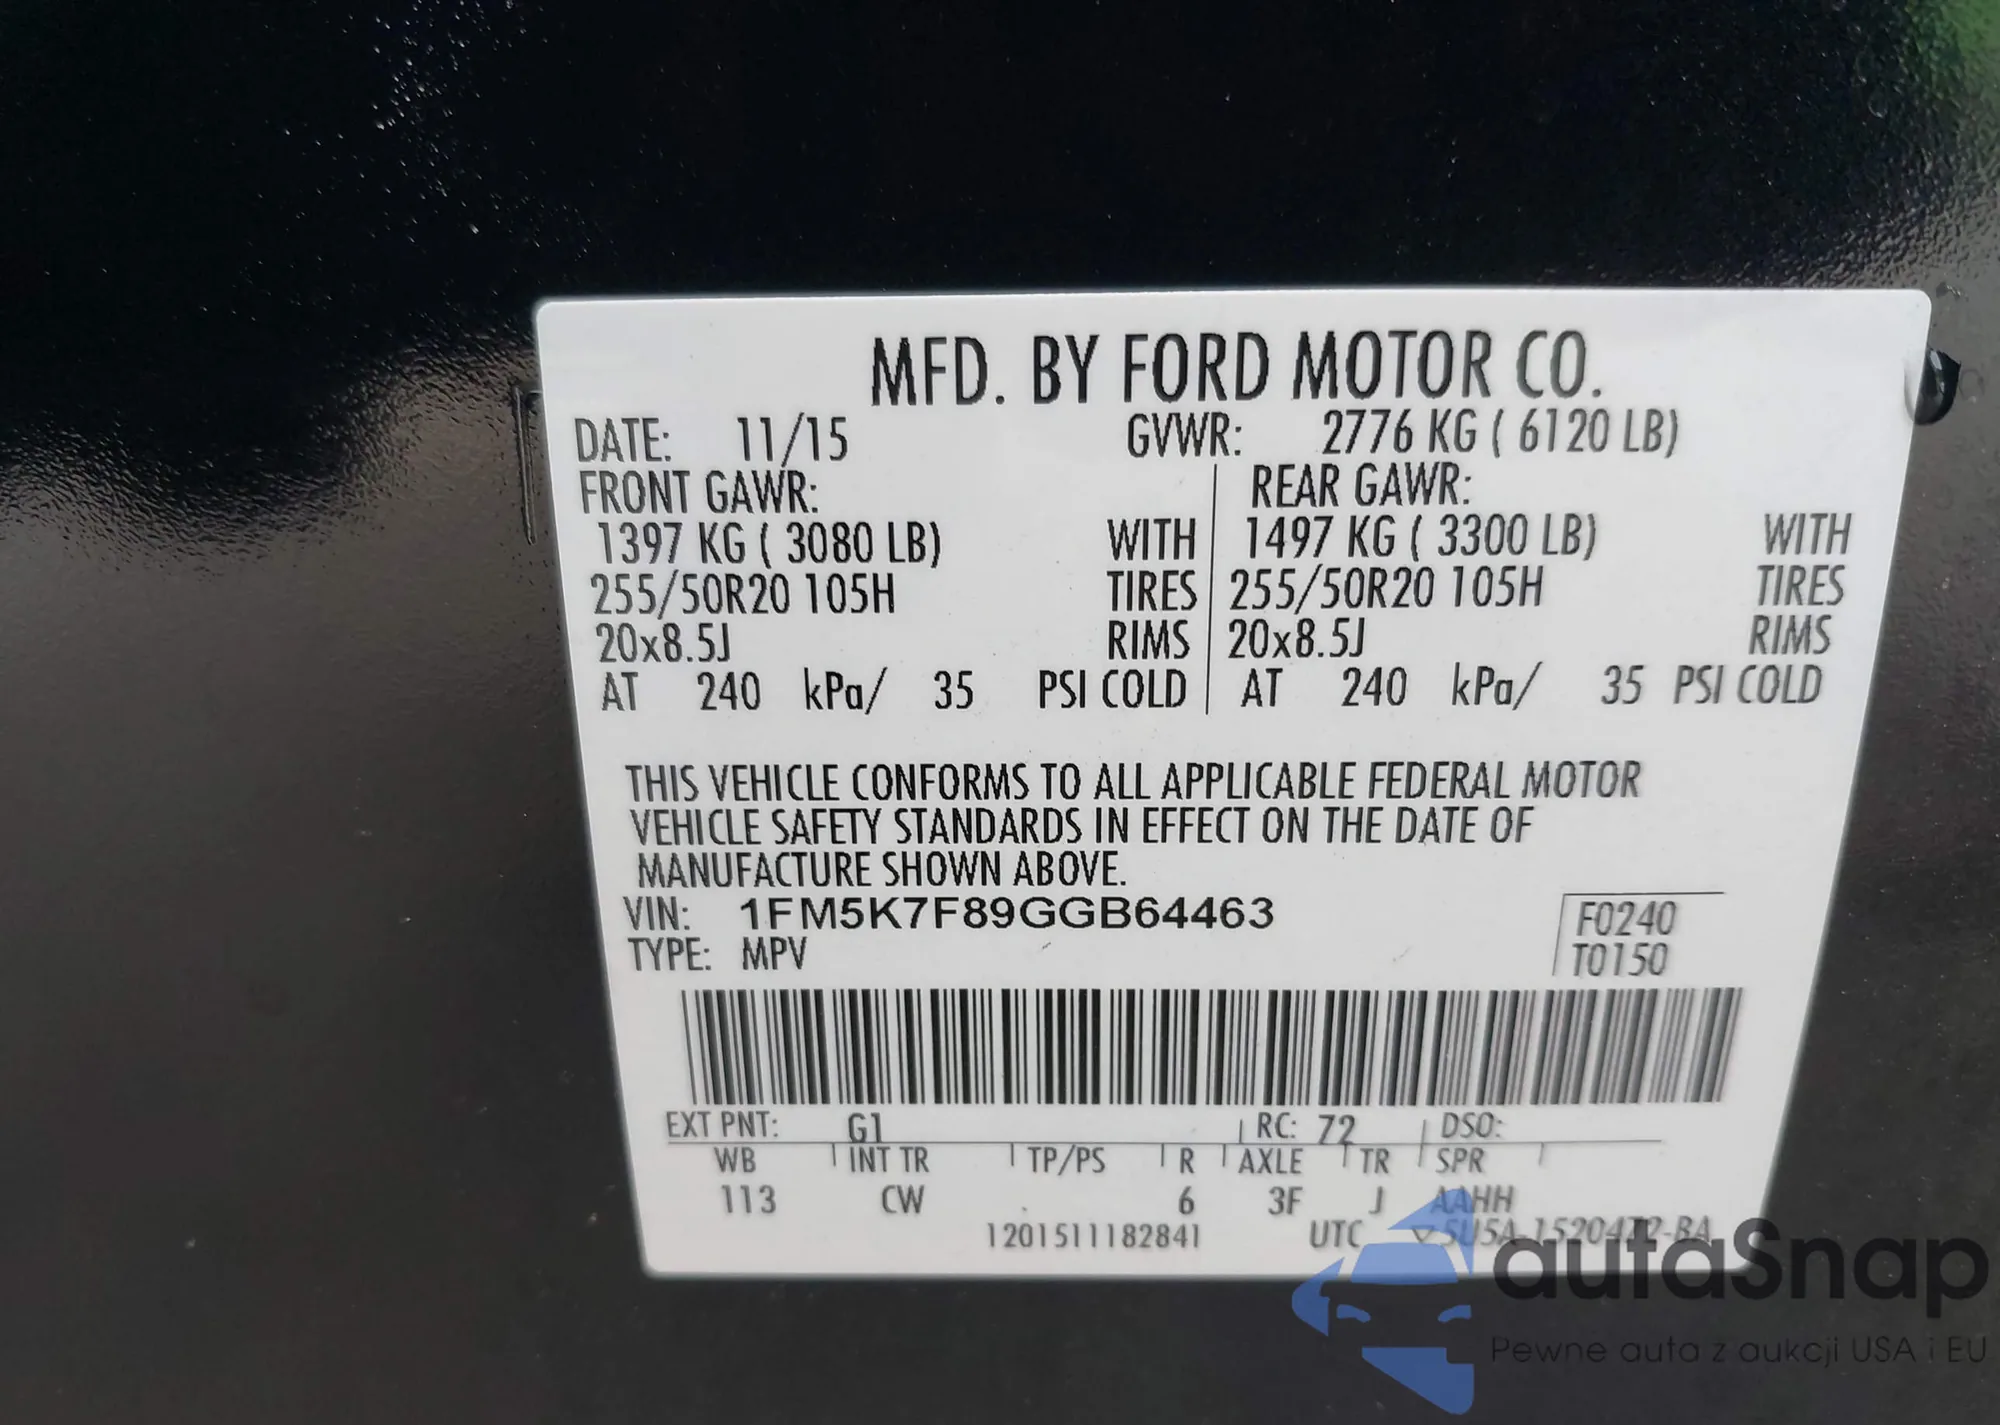 MFD. BY FORD MOTOR CO.
DATE: 11/15 GVWR: 2776 KG ( 6120 LB)
FRONT GAWR: REAR GAWR:
1397 KG ( 3080 LB) WITH 1497 KG ( 3300 LB) WITH
255/50R20 105H TIRES 255/50R20 105H TIRES
20x8.5J RIMS 20x8.5J RIMS
AT 240 kPa/ 35 PSI COLD AT 240 kPa/ 35 PSI COLD
THIS VEHICLE CONFORMS TO ALL APPLICABLE FEDERAL MOTOR
VEHICLE SAFETY STANDARDS IN EFFECT ON THE DATE OF
MANUFACTURE SHOWN ABOVE.
VIN: 1FM5K7F89GGB64463 F0240
TYPE: MPV T0150
EXT PNT: G1 RC: 72 DSO:
WB INT TR TP/PS R AXLE TR SPR
113 CW 6 3F J AAHH
1201511182841 UTC 5U5A-1520472-BA
autaSnap
Pewne auta z aukcji USA i EU